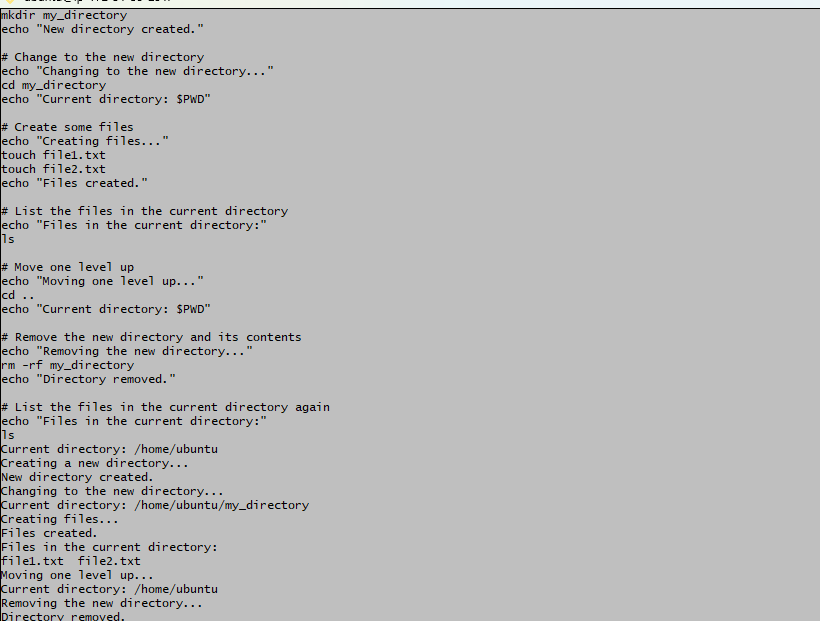 mkdir my_directory
echo "New directory created."
# Change to the new directory
echo "Changing to the new directory..."
cd my_directory
echo "Current directory: $PWD"
# Create some files
echo "Creating files..."
touch file1.txt
touch file2.txt
echo "Files created."
# List the files in the current directory
echo "Files in the current directory:"
ls
# Move one level up
echo "Moving one level up..."
cd ..
echo "Current directory: $PWD"
# Remove the new directory and its contents
echo "Removing the new directory..."
rm -rf my_directory
echo "Directory removed."
# List the files in the current directory again
echo "Files in the current directory:"
ls
Current directory: /home/ubuntu
Creating a new directory...
New directory created.
Changing to the new directory...
Current directory: /home/ubuntu/my_directory
Creating files...
Files created.
Files in the current directory:
file1.txt  file2.txt
Moving one level up...
Current directory: /home/ubuntu
Removing the new directory...
Directory removed.